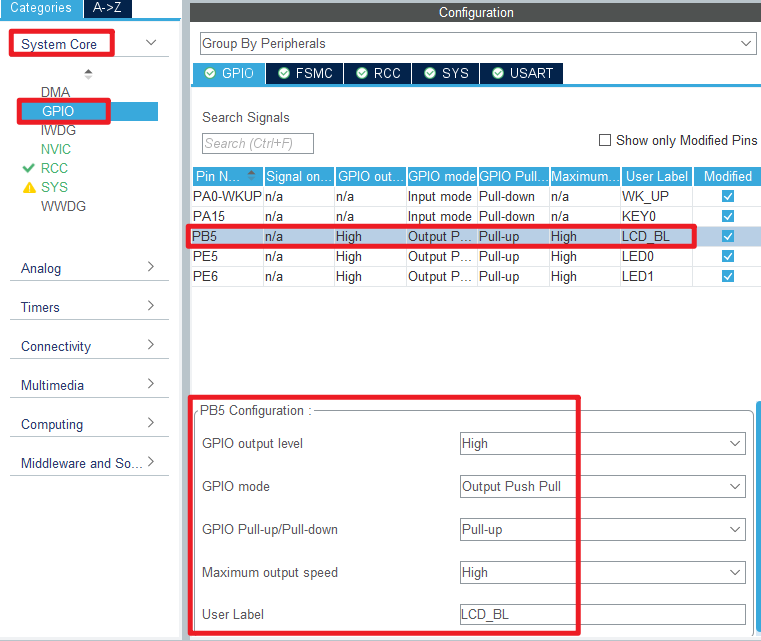 Categories A->Z
System Core
DMA
GPIO
IWDG
NVIC
RCC
SYS
WWDG
Analog
Timers
Connectivity
Multimedia
Computing
Middleware and So...
Configuration
Group By Peripherals
GPIO FSMC RCC SYS USART
Search Signals
Search (Ctrl+F)
Show only Modified Pins
Pin N... Signal on... GPIO out... GPIO mode GPIO Pull... Maximum... User Label Modified
PA0-WKUP n/a n/a Input mode Pull-down n/a WK_UP
PA15 n/a n/a Input mode Pull-down n/a KEY0
PB5 n/a High Output P... Pull-up High LCD_BL
PE5 n/a High Output P... Pull-up High LED0
PE6 n/a High Output P... Pull-up High LED1
PB5 Configuration :
GPIO output level High
GPIO mode Output Push Pull
GPIO Pull-up/Pull-down Pull-up
Maximum output speed High
User Label LCD_BL